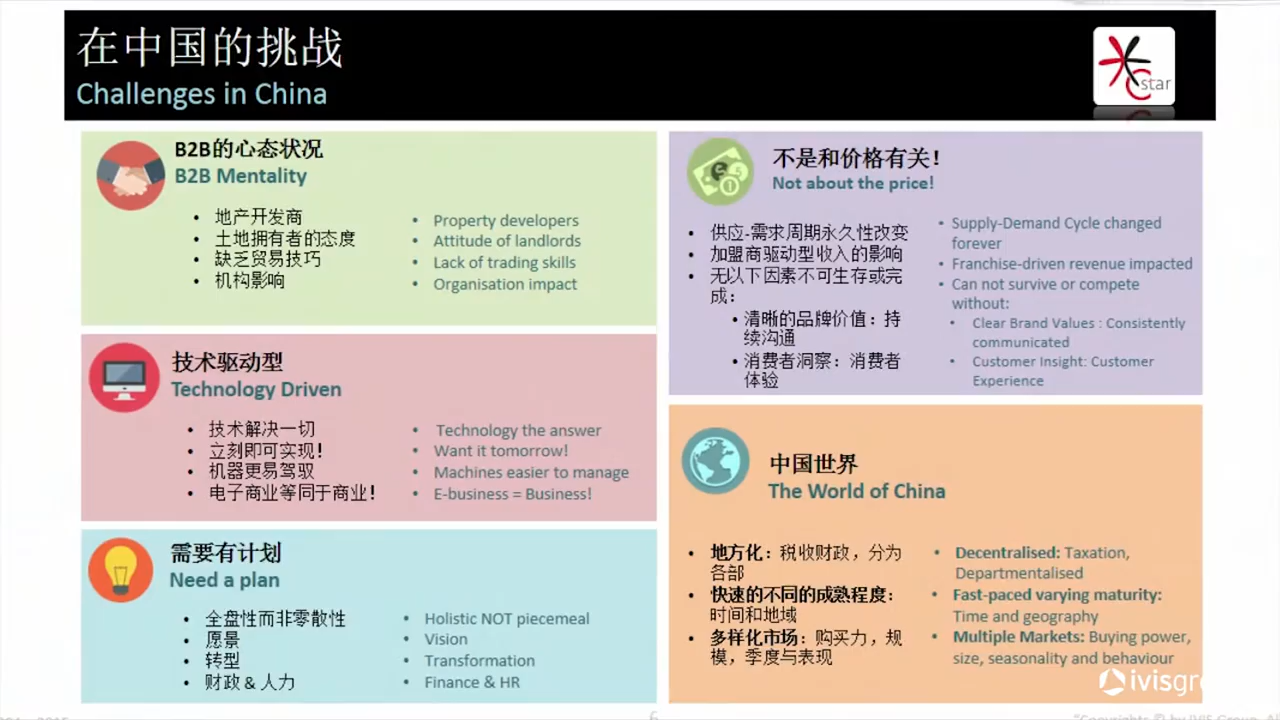 在中国的挑战
Challenges in China
star
B2B的心态状况
B2B Mentality
• 地产开发商
• 土地拥有者的态度
• 缺乏贸易技巧
• 机构影响
• Property developers
• Attitude of landlords
• Lack of trading skills
• Organisation impact
技术驱动型
Technology Driven
• 技术解决一切
• 立刻即可实现！
• 机器更易驾驭
• 电子商业等同于商业！
• Technology the answer
• Want it tomorrow!
• Machines easier to manage
• E-business = Business!
需要有计划
Need a plan
• 全盘性而非零散性
• 愿景
• 转型
• 财政 & 人力
• Holistic NOT piecemeal
• Vision
• Transformation
• Finance & HR
不是和价格有关！
Not about the price!
• 供应-需求周期永久性改变
• 加盟商驱动型收入的影响
• 无以下因素不可生存或完
成：
• 清晰的品牌价值：持
续沟通
• 消费者洞察：消费者
体验
• Supply-Demand Cycle changed
forever
• Franchise-driven revenue impacted
• Can not survive or compete
without:
• Clear Brand Values : Consistently
communicated
• Customer Insight: Customer
Experience
中国世界
The World of China
• 地方化：税收财政，分为
各部
• 快速的不同的成熟程度：
时间和地域
• 多样化市场：购买力，规
模，季度与表现
• Decentralised: Taxation,
Departmentalised
• Fast-paced varying maturity:
Time and geography
• Multiple Markets: Buying power,
size, seasonality and behaviour
ivisgr